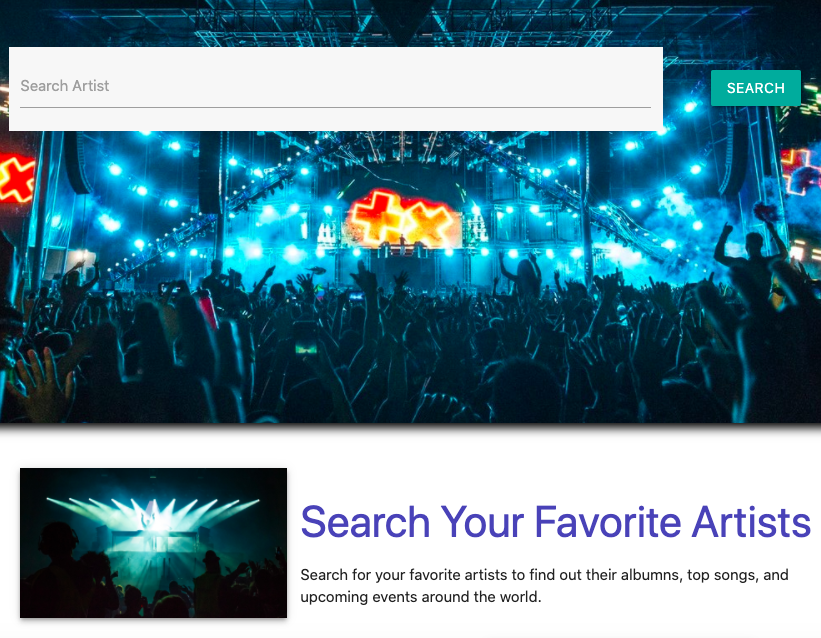 Search Artist
SEARCH
Search Your Favorite Artists
Search for your favorite artists to find out their albumns, top songs, and
upcoming events around the world.